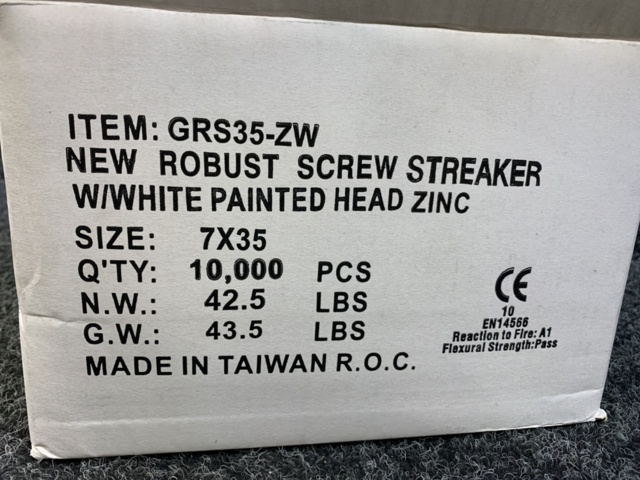 ITEM: GRS35-ZW
NEW ROBUST SCREW STREAKER
W/WHITE PAINTED HEAD ZINC
SIZE: 7X35
Q'TY: 10,000 PCS
N.W.: 42.5 LBS
G.W.: 43.5 LBS
MADE IN TAIWAN R.O.C.
CE
10
EN14566
Reaction to Fire: A1
Flexural Strength:Pass